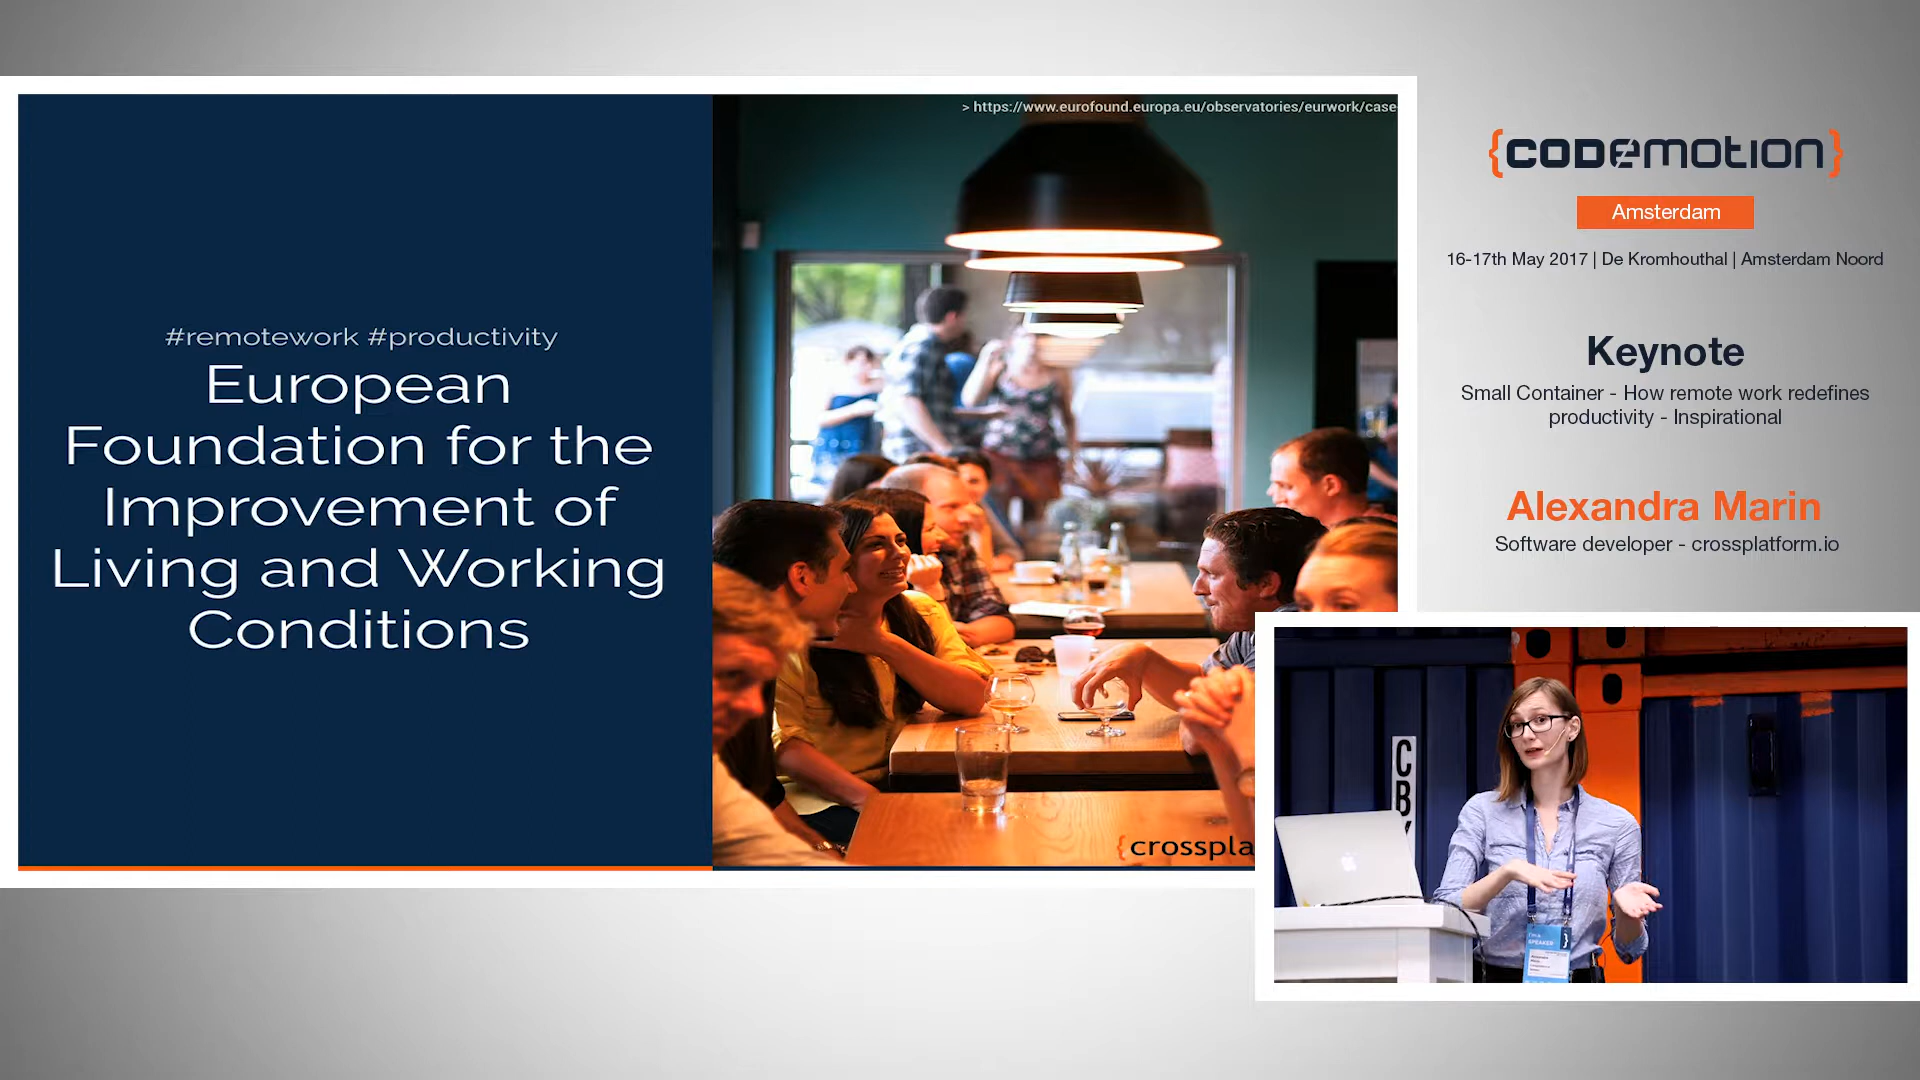 > https://www.eurofound.europa.eu/observatories/eurwork/case
#remotework #productivity
European
Foundation for the
Improvement of
Living and Working
Conditions
{crosspla
{CODEMOTION}
Amsterdam
16-17th May 2017 | De Kromhouthal | Amsterdam Noord
Keynote
Small Container - How remote work redefines
productivity - Inspirational
Alexandra Marin
Software developer - crossplatform.io
CB
SPEAKER